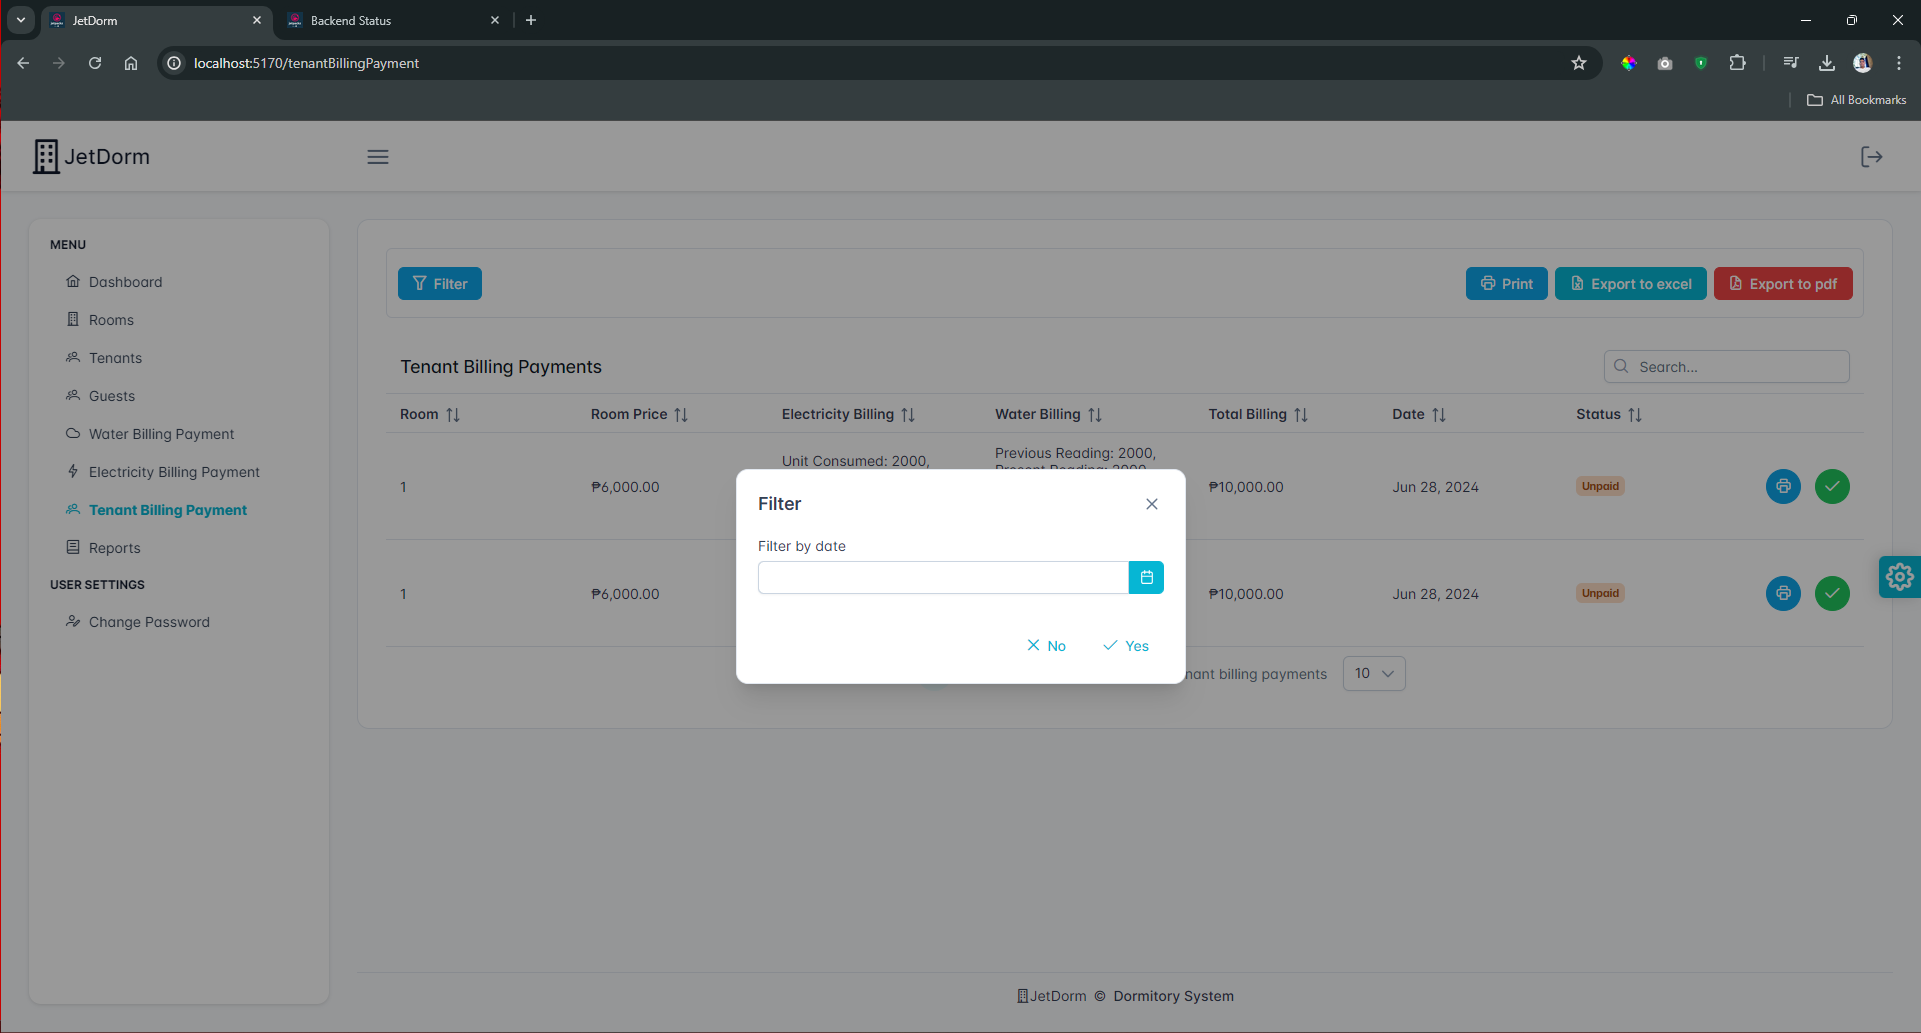 JetDorm
Backend Status
localhost:5170/tenantBillingPayment
All Bookmarks
JetDorm
MENU
Dashboard
Rooms
Tenants
Guests
Water Billing Payment
Electricity Billing Payment
Tenant Billing Payment
Reports
USER SETTINGS
Change Password
Filter
Print
Export to excel
Export to pdf
Tenant Billing Payments
Search...
Room Room Price Electricity Billing Water Billing Total Billing Date Status
Unit Consumed: 2000,
Previous Reading: 2000,
Present Reading: 2000
1 ₱6,000.00 ₱10,000.00 Jun 28, 2024 Unpaid
1 ₱6,000.00 ₱10,000.00 Jun 28, 2024 Unpaid
nant billing payments 10
Filter
Filter by date
No Yes
JetDorm © Dormitory System